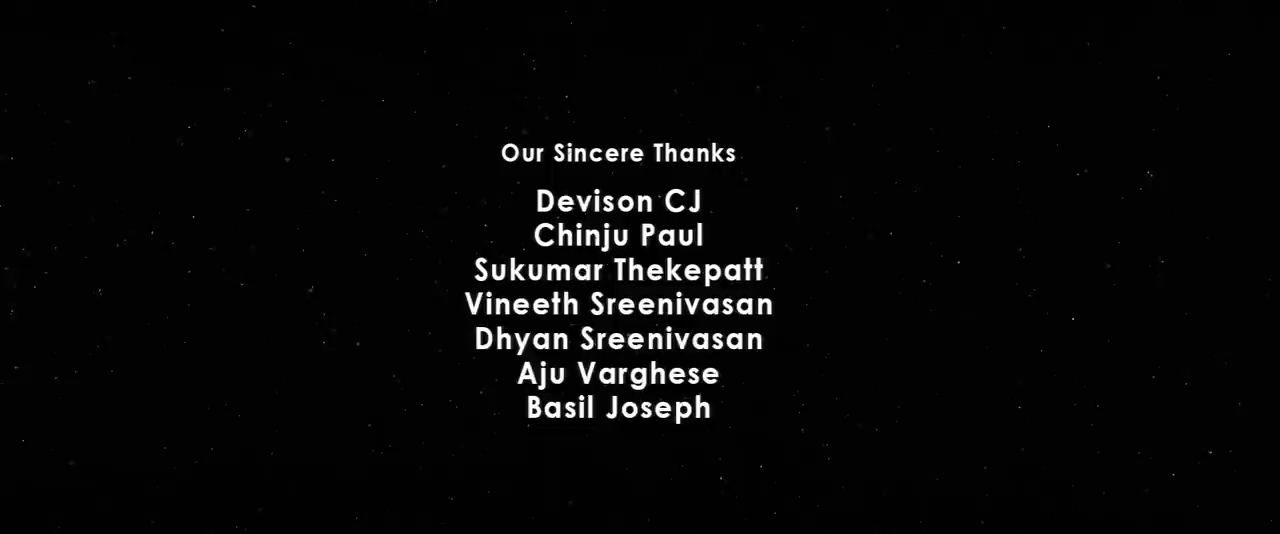 Our Sincere Thanks
Devison CJ
Chinju Paul
Sukumar Thekepatt
Vineeth Sreenivasan
Dhyan Sreenivasan
Aju Varghese
Basil Joseph